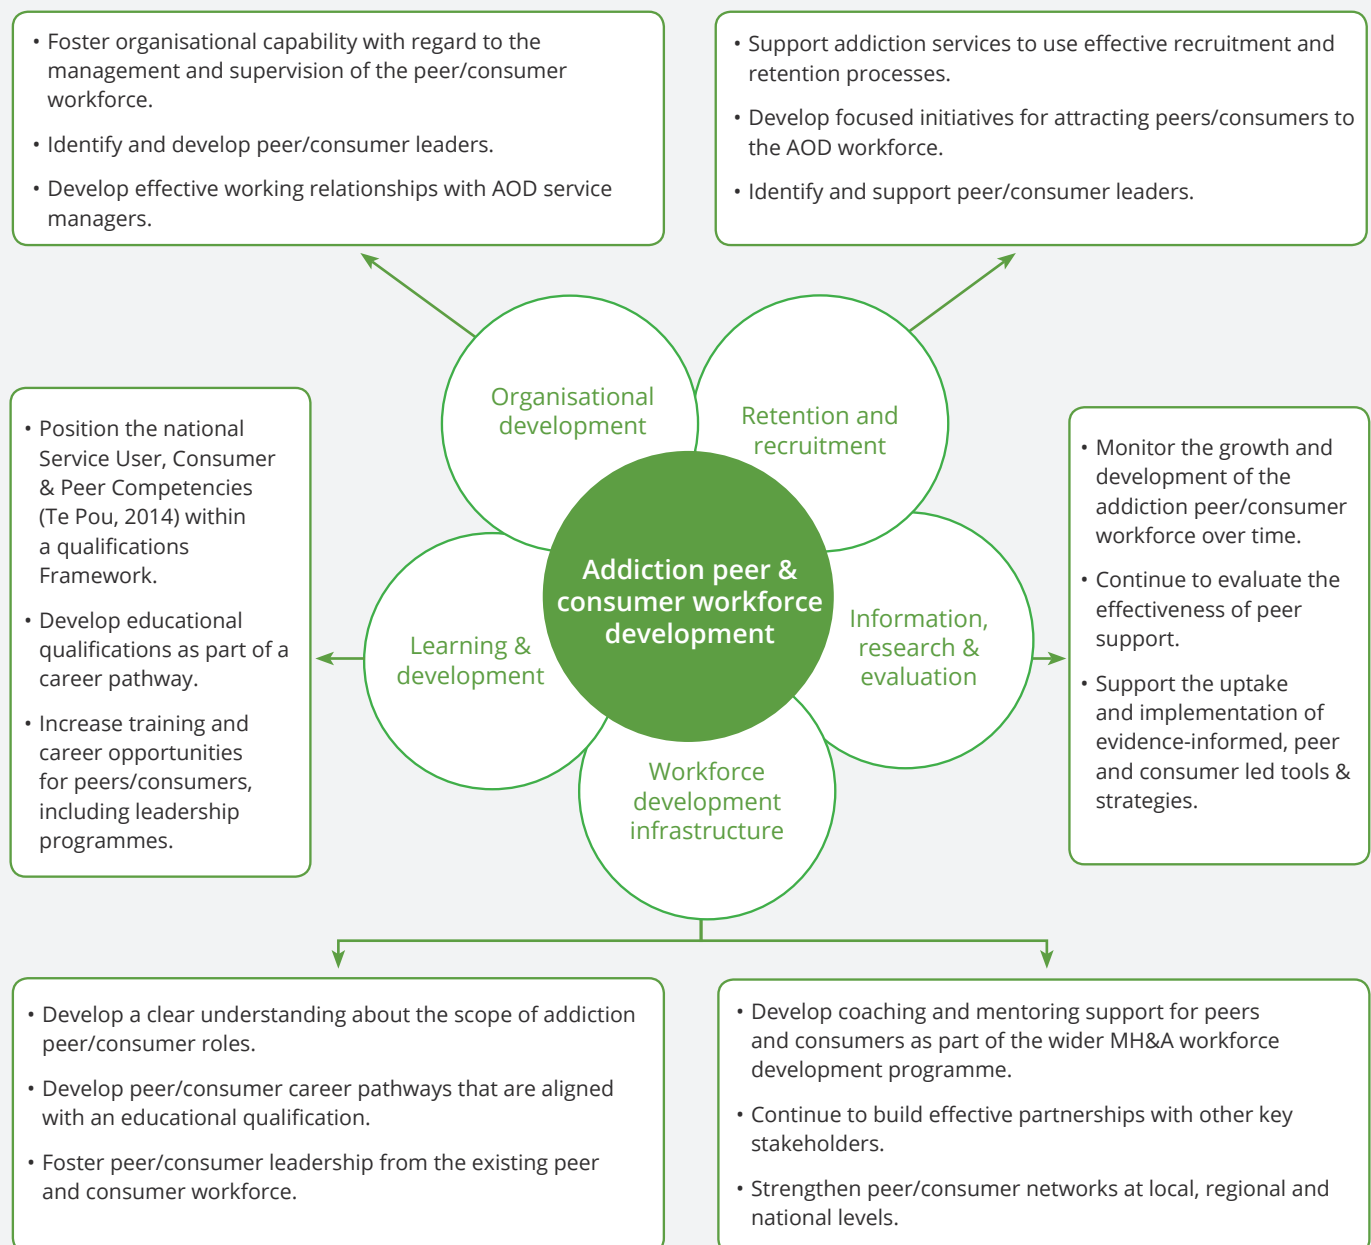 • Foster organisational capability with regard to the
management and supervision of the peer/consumer
workforce.
• Identify and develop peer/consumer leaders.
• Develop effective working relationships with AOD service
managers.
• Support addiction services to use effective recruitment and
retention processes.
• Develop focused initiatives for attracting peers/consumers to
the AOD workforce.
• Identify and support peer/consumer leaders.
Organisational
development
Retention and
recruitment
• Position the national
Service User, Consumer
& Peer Competencies
(Te Pou, 2014) within
a qualifications
Framework.
• Develop educational
qualifications as part of a
career pathway.
• Increase training and
career opportunities
for peers/consumers,
including leadership
programmes.
Learning &
development
Addiction peer &
consumer workforce
development
Information,
research &
evaluation
• Monitor the growth and
development of the
addiction peer/consumer
workforce over time.
• Continue to evaluate the
effectiveness of peer
support.
• Support the uptake
and implementation of
evidence-informed, peer
and consumer led tools &
strategies.
Workforce
development
infrastructure
• Develop a clear understanding about the scope of addiction
peer/consumer roles.
• Develop peer/consumer career pathways that are aligned
with an educational qualification.
• Foster peer/consumer leadership from the existing peer
and consumer workforce.
• Develop coaching and mentoring support for peers
and consumers as part of the wider MH&A workforce
development programme.
• Continue to build effective partnerships with other key
stakeholders.
• Strengthen peer/consumer networks at local, regional and
national levels.